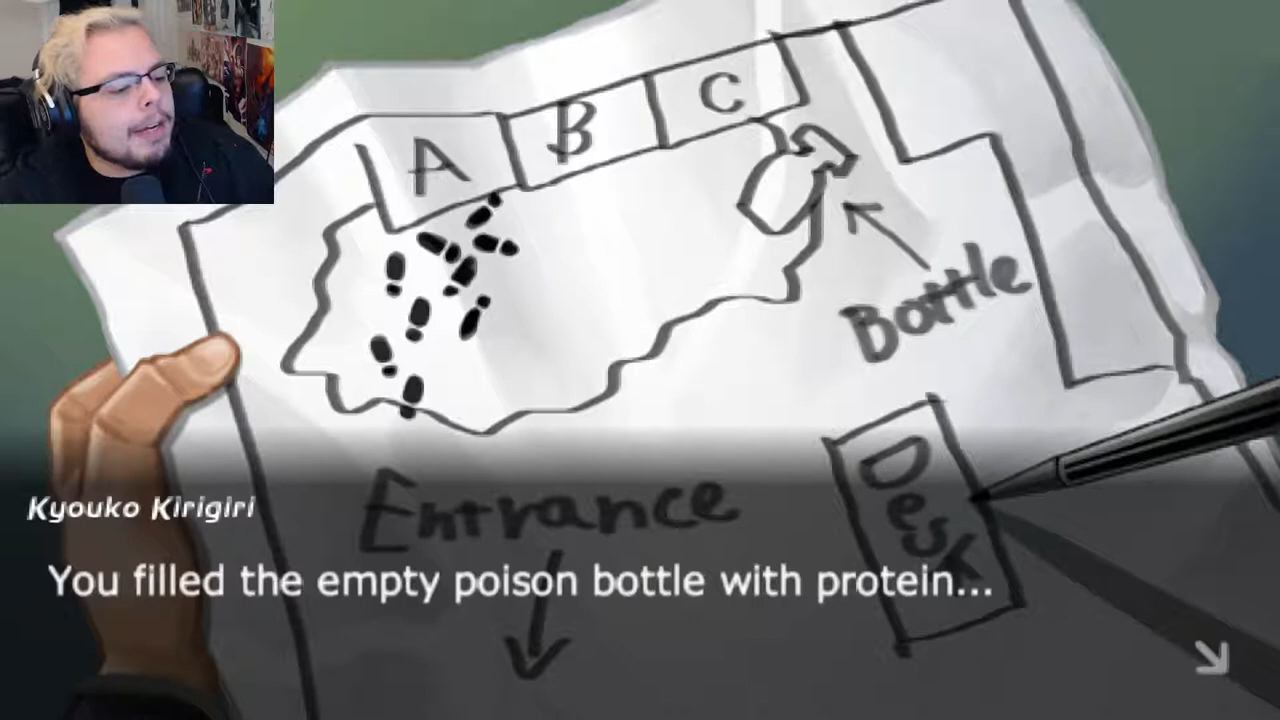 A
B
C
Bottle
Desk
Entrance
Kyouko Kirigiri
You filled the empty poison bottle with protein...